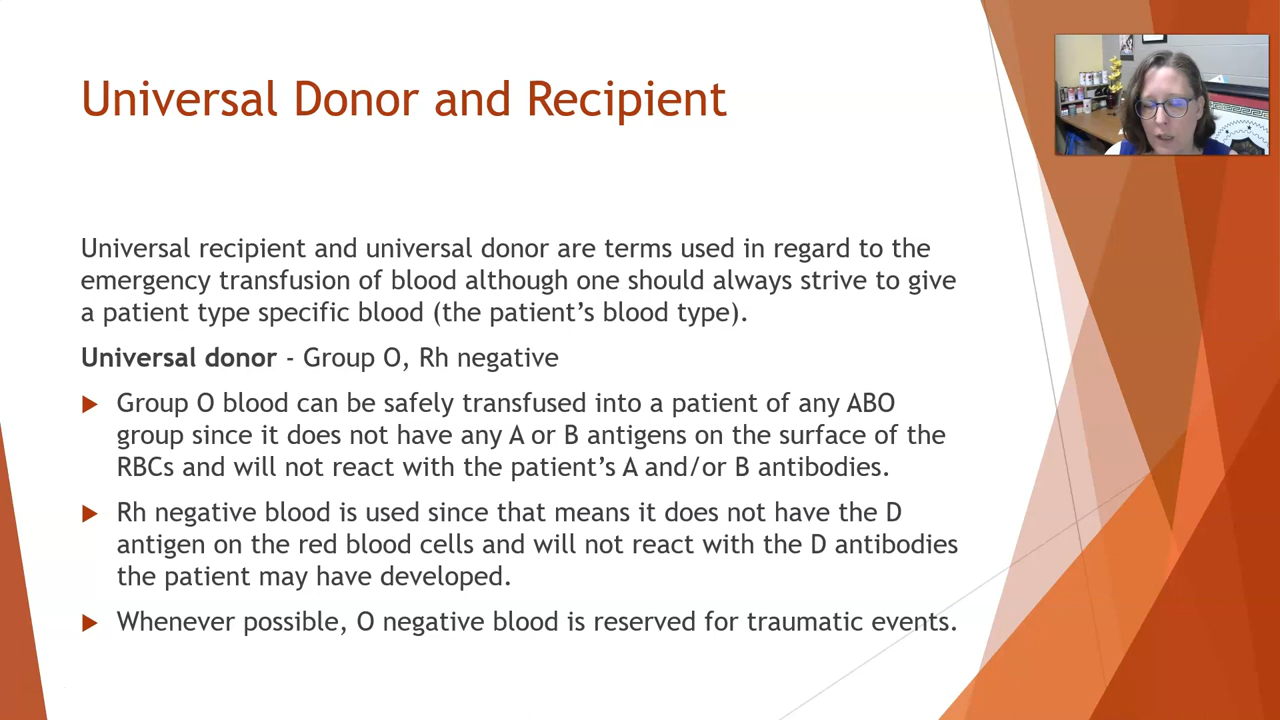 Universal Donor and Recipient
Universal recipient and universal donor are terms used in regard to the
emergency transfusion of blood although one should always strive to give
a patient type specific blood (the patient’s blood type).
Universal donor - Group O, Rh negative
Group O blood can be safely transfused into a patient of any ABO
group since it does not have any A or B antigens on the surface of the
RBCs and will not react with the patient’s A and/or B antibodies.
Rh negative blood is used since that means it does not have the D
antigen on the red blood cells and will not react with the D antibodies
the patient may have developed.
Whenever possible, O negative blood is reserved for traumatic events.